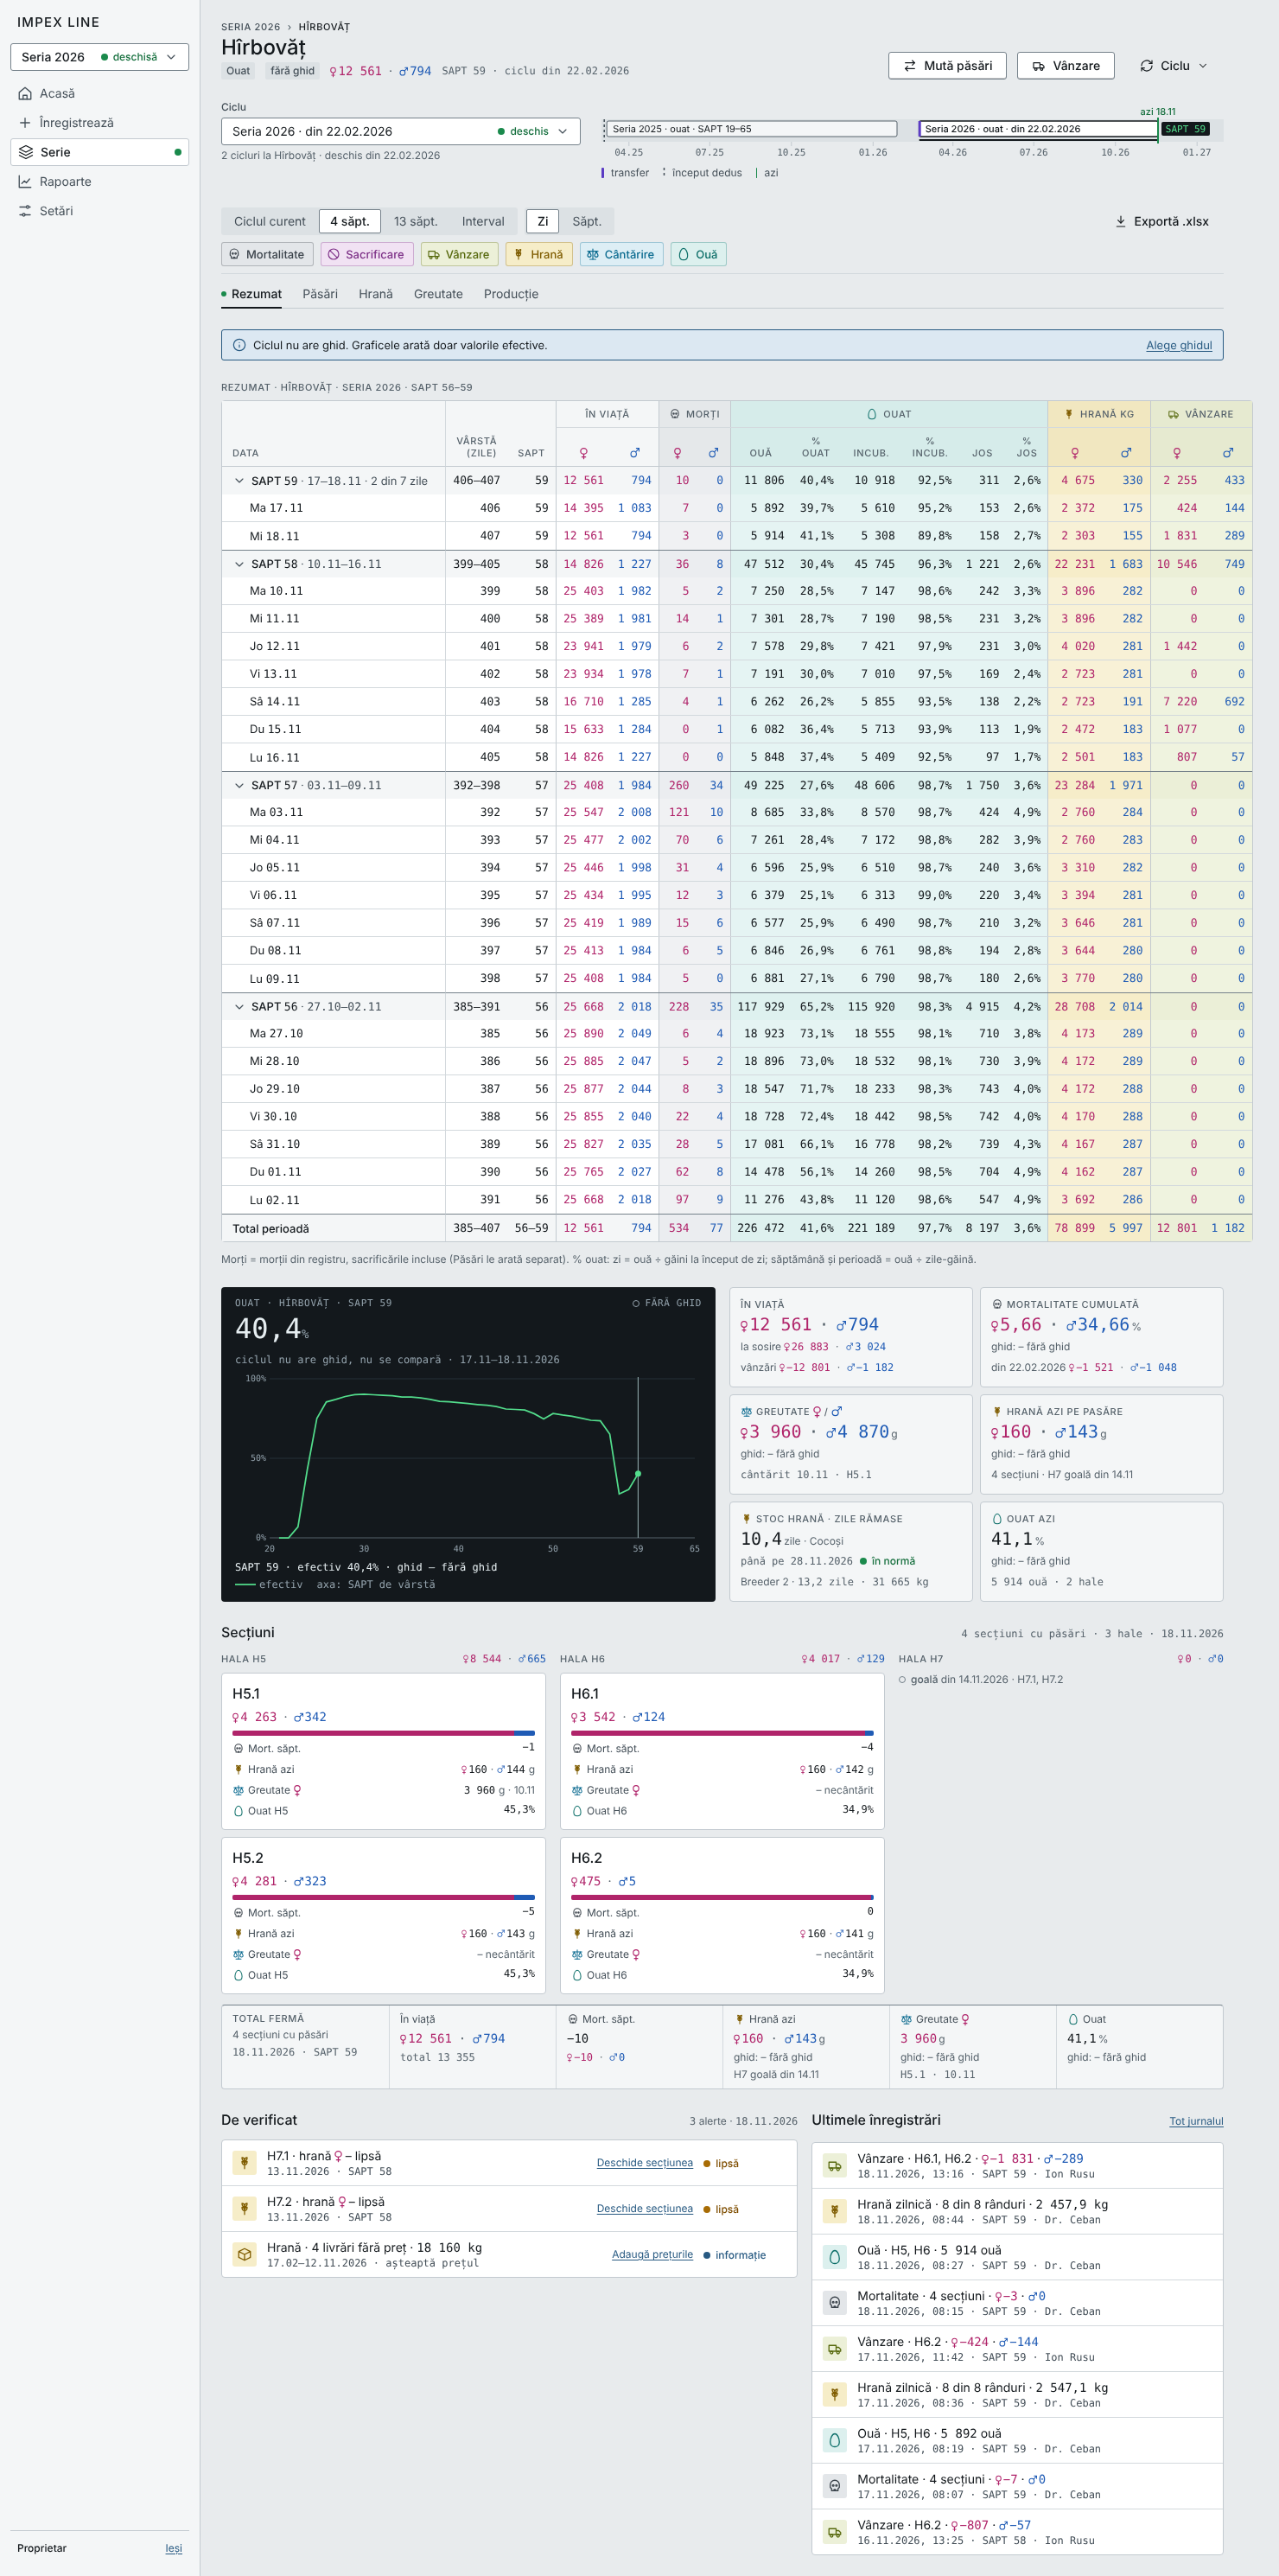 IMPEX LINE
Seria 2026 deschisă
Acasă
Înregistrează
Serie
Rapoarte
Setări
SERIA 2026 › HÎRBOVĂȚ
Hîrbovăț
Ouat fără ghid ♀12 561 · ♂794 SAPT 59 · ciclu din 22.02.2026
Mută păsări Vânzare Ciclu
Ciclu
Seria 2026 · din 22.02.2026 deschis
2 cicluri la Hîrbovăț · deschis din 22.02.2026
azi 18.11
Seria 2025 · ouat · SAPT 19–65 Seria 2026 · ouat · din 22.02.2026 SAPT 59
04.25 07.25 10.25 01.26 04.26 07.26 10.26 01.27
transfer început dedus azi
Ciclul curent 4 săpt. 13 săpt. Interval Zi Săpt. Exportă .xlsx
Mortalitate Sacrificare Vânzare Hrană Cântărire Ouă
Rezumat Păsări Hrană Greutate Producție
Ciclul nu are ghid. Graficele arată doar valorile efective. Alege ghidul
REZUMAT · HÎRBOVĂȚ · SERIA 2026 · SAPT 56–59
ÎN VIAȚĂ MORȚI OUAT HRANĂ KG VÂNZARE
DATA VÂRSTĂ (ZILE) SAPT ♀ ♂ ♀ ♂ OUĂ % OUAT INCUB. % INCUB. JOS % JOS ♀ ♂ ♀ ♂
SAPT 59 · 17–18.11 · 2 din 7 zile 406–407 59 12 561 794 10 0 11 806 40,4% 10 918 92,5% 311 2,6% 4 675 330 2 255 433
Ma 17.11 406 59 14 395 1 083 7 0 5 892 39,7% 5 610 95,2% 153 2,6% 2 372 175 424 144
Mi 18.11 407 59 12 561 794 3 0 5 914 41,1% 5 308 89,8% 158 2,7% 2 303 155 1 831 289
SAPT 58 · 10.11–16.11 399–405 58 14 826 1 227 36 8 47 512 30,4% 45 745 96,3% 1 221 2,6% 22 231 1 683 10 546 749
Ma 10.11 399 58 25 403 1 982 5 2 7 250 28,5% 7 147 98,6% 242 3,3% 3 896 282 0 0
Mi 11.11 400 58 25 389 1 981 14 1 7 301 28,7% 7 190 98,5% 231 3,2% 3 896 282 0 0
Jo 12.11 401 58 23 941 1 979 6 2 7 578 29,8% 7 421 97,9% 231 3,0% 4 020 281 1 442 0
Vi 13.11 402 58 23 934 1 978 7 1 7 191 30,0% 7 010 97,5% 169 2,4% 2 723 281 0 0
Sâ 14.11 403 58 16 710 1 285 4 1 6 262 26,2% 5 855 93,5% 138 2,2% 2 723 191 7 220 692
Du 15.11 404 58 15 633 1 284 0 1 6 082 36,4% 5 713 93,9% 113 1,9% 2 472 183 1 077 0
Lu 16.11 405 58 14 826 1 227 0 0 5 848 37,4% 5 409 92,5% 97 1,7% 2 501 183 807 57
SAPT 57 · 03.11–09.11 392–398 57 25 408 1 984 260 34 49 225 27,6% 48 606 98,7% 1 750 3,6% 23 284 1 971 0 0
Ma 03.11 392 57 25 547 2 008 121 10 8 685 33,8% 8 570 98,7% 424 4,9% 2 760 284 0 0
Mi 04.11 393 57 25 477 2 002 70 6 7 261 28,4% 7 172 98,8% 282 3,9% 2 760 283 0 0
Jo 05.11 394 57 25 446 1 998 31 4 6 596 25,9% 6 510 98,7% 240 3,6% 3 310 282 0 0
Vi 06.11 395 57 25 434 1 995 12 3 6 379 25,1% 6 313 99,0% 220 3,4% 3 394 281 0 0
Sâ 07.11 396 57 25 419 1 989 15 6 6 577 25,9% 6 490 98,7% 210 3,2% 3 646 281 0 0
Du 08.11 397 57 25 413 1 984 6 5 6 846 26,9% 6 761 98,8% 194 2,8% 3 644 280 0 0
Lu 09.11 398 57 25 408 1 984 5 0 6 881 27,1% 6 790 98,7% 180 2,6% 3 770 280 0 0
SAPT 56 · 27.10–02.11 385–391 56 25 668 2 018 228 35 117 929 65,2% 115 920 98,3% 4 915 4,2% 28 708 2 014 0 0
Ma 27.10 385 56 25 890 2 049 6 4 18 923 73,1% 18 555 98,1% 710 3,8% 4 173 289 0 0
Mi 28.10 386 56 25 885 2 047 5 2 18 896 73,0% 18 532 98,1% 730 3,9% 4 172 289 0 0
Jo 29.10 387 56 25 877 2 044 8 3 18 547 71,7% 18 233 98,3% 743 4,0% 4 172 288 0 0
Vi 30.10 388 56 25 855 2 040 22 4 18 728 72,4% 18 442 98,5% 742 4,0% 4 170 288 0 0
Sâ 31.10 389 56 25 827 2 035 28 5 17 081 66,1% 16 778 98,2% 739 4,3% 4 167 287 0 0
Du 01.11 390 56 25 765 2 027 62 8 14 478 56,1% 14 260 98,5% 704 4,9% 4 162 287 0 0
Lu 02.11 391 56 25 668 2 018 97 9 11 276 43,8% 11 120 98,6% 547 4,9% 3 692 286 0 0
Total perioadă 385–407 56–59 12 561 794 534 77 226 472 41,6% 221 189 97,7% 8 197 3,6% 78 899 5 997 12 801 1 182
Morți = morții din registru, sacrificările incluse (Păsări le arată separat). % ouat: zi = ouă ÷ găini la început de zi; săptămână și perioadă = ouă ÷ zile-găină.
OUAT · HÎRBOVĂȚ · SAPT 59 FĂRĂ GHID
40,4%
ciclul nu are ghid, nu se compară · 17.11–18.11.2026
100%
50%
0%
20 30 40 50 59 65
SAPT 59 · efectiv 40,4% · ghid – fără ghid
efectiv axa: SAPT de vârstă
ÎN VIAȚĂ
♀12 561 · ♂794
la sosire ♀26 883 · ♂3 024
vânzări ♀−12 801 · ♂−1 182
MORTALITATE CUMULATĂ
♀5,66 · ♂34,66%
ghid: – fără ghid
din 22.02.2026 ♀−1 521 · ♂−1 048
GREUTATE ♀ / ♂
♀3 960 · ♂4 870 g
ghid: – fără ghid
cântărit 10.11 · H5.1
HRANĂ AZI PE PASĂRE
♀160 · ♂143 g
ghid: – fără ghid
4 secțiuni · H7 goală din 14.11
STOC HRANĂ · ZILE RĂMASE
10,4 zile · Cocoși
până pe 28.11.2026 în normă
Breeder 2 · 13,2 zile · 31 665 kg
OUAT AZI
41,1%
ghid: – fără ghid
5 914 ouă · 2 hale
Secțiuni 4 secțiuni cu păsări · 3 hale · 18.11.2026
HALA H5 ♀8 544 · ♂665
H5.1
♀4 263 · ♂342
Mort. săpt. −1
Hrană azi ♀160 · ♂144 g
Greutate ♀ 3 960 g · 10.11
Ouat H5 45,3%
H5.2
♀4 281 · ♂323
Mort. săpt. −5
Hrană azi ♀160 · ♂143 g
Greutate ♀ – necântărit
Ouat H5 45,3%
HALA H6 ♀4 017 · ♂129
H6.1
♀3 542 · ♂124
Mort. săpt. −4
Hrană azi ♀160 · ♂142 g
Greutate ♀ – necântărit
Ouat H6 34,9%
H6.2
♀475 · ♂5
Mort. săpt. 0
Hrană azi ♀160 · ♂141 g
Greutate ♀ – necântărit
Ouat H6 34,9%
HALA H7 ♀0 · ♂0
goală din 14.11.2026 · H7.1, H7.2
TOTAL FERMĂ
4 secțiuni cu păsări
18.11.2026 · SAPT 59
În viață
♀12 561 · ♂794
total 13 355
Mort. săpt.
−10
♀−10 · ♂0
Hrană azi
♀160 · ♂143 g
ghid: – fără ghid
H7 goală din 14.11
Greutate ♀
3 960 g
ghid: – fără ghid
H5.1 · 10.11
Ouat
41,1%
ghid: – fără ghid
De verificat 3 alerte · 18.11.2026
H7.1 · hrană ♀ – lipsă
13.11.2026 · SAPT 58
Deschide secțiunea lipsă
H7.2 · hrană ♀ – lipsă
13.11.2026 · SAPT 58
Deschide secțiunea lipsă
Hrană · 4 livrări fără preț · 18 160 kg
17.02–12.11.2026 · așteaptă prețul
Adaugă prețurile informație
Ultimele înregistrări Tot jurnalul
Vânzare · H6.1, H6.2 · ♀−1 831 · ♂−289
18.11.2026, 13:16 · SAPT 59 · Ion Rusu
Hrană zilnică · 8 din 8 rânduri · 2 457,9 kg
18.11.2026, 08:44 · SAPT 59 · Dr. Ceban
Ouă · H5, H6 · 5 914 ouă
18.11.2026, 08:27 · SAPT 59 · Dr. Ceban
Mortalitate · 4 secțiuni · ♀−3 · ♂0
18.11.2026, 08:15 · SAPT 59 · Dr. Ceban
Vânzare · H6.2 · ♀−424 · ♂−144
17.11.2026, 11:42 · SAPT 59 · Ion Rusu
Hrană zilnică · 8 din 8 rânduri · 2 547,1 kg
17.11.2026, 08:36 · SAPT 59 · Dr. Ceban
Ouă · H5, H6 · 5 892 ouă
17.11.2026, 08:19 · SAPT 59 · Dr. Ceban
Mortalitate · 4 secțiuni · ♀−7 · ♂0
17.11.2026, 08:07 · SAPT 59 · Dr. Ceban
Vânzare · H6.2 · ♀−807 · ♂−57
16.11.2026, 13:25 · SAPT 58 · Ion Rusu
Proprietar Ieși